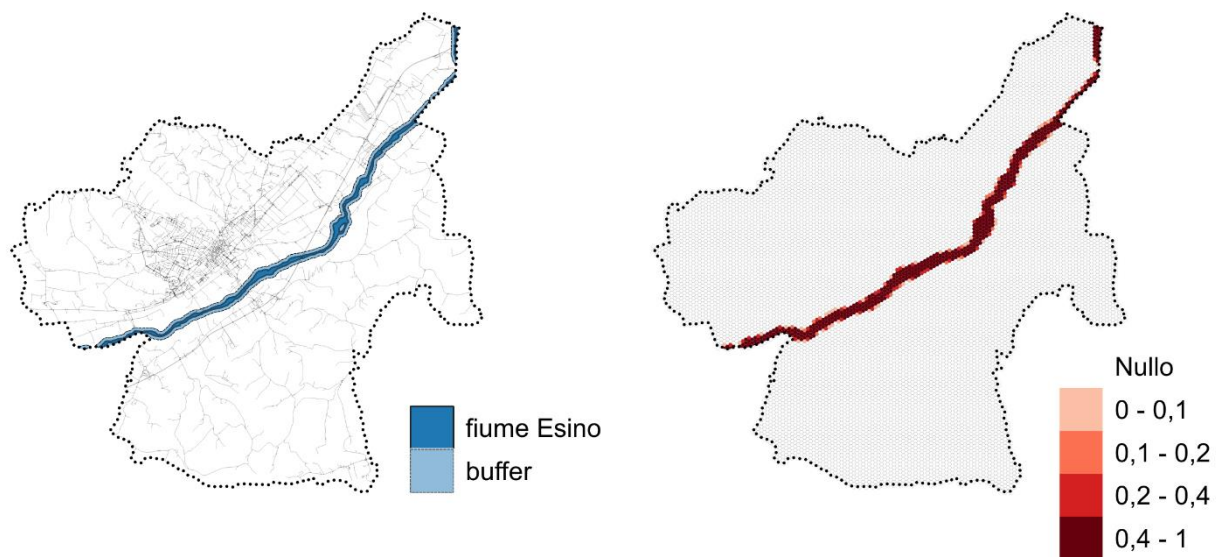 fiume Esino
buffer
Nullo
0 - 0,1
0,1 - 0,2
0,2 - 0,4
0,4 - 1